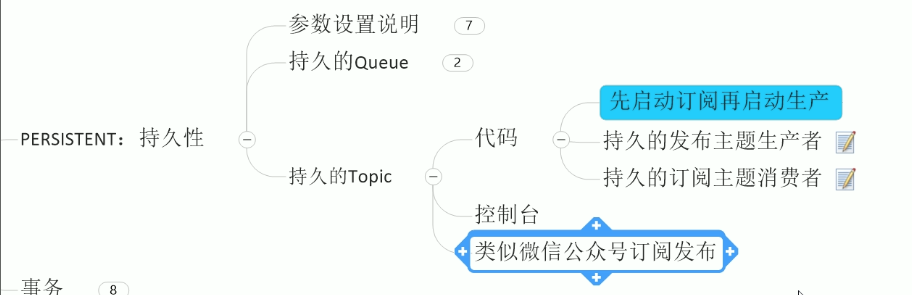 参数设置说明 7
持久的Queue 2
先启动订阅再启动生产
PERSISTENT：持久性
代码
持久的发布主题生产者
持久的Topic
持久的订阅主题消费者
控制台
类似微信公众号订阅发布
事务 8